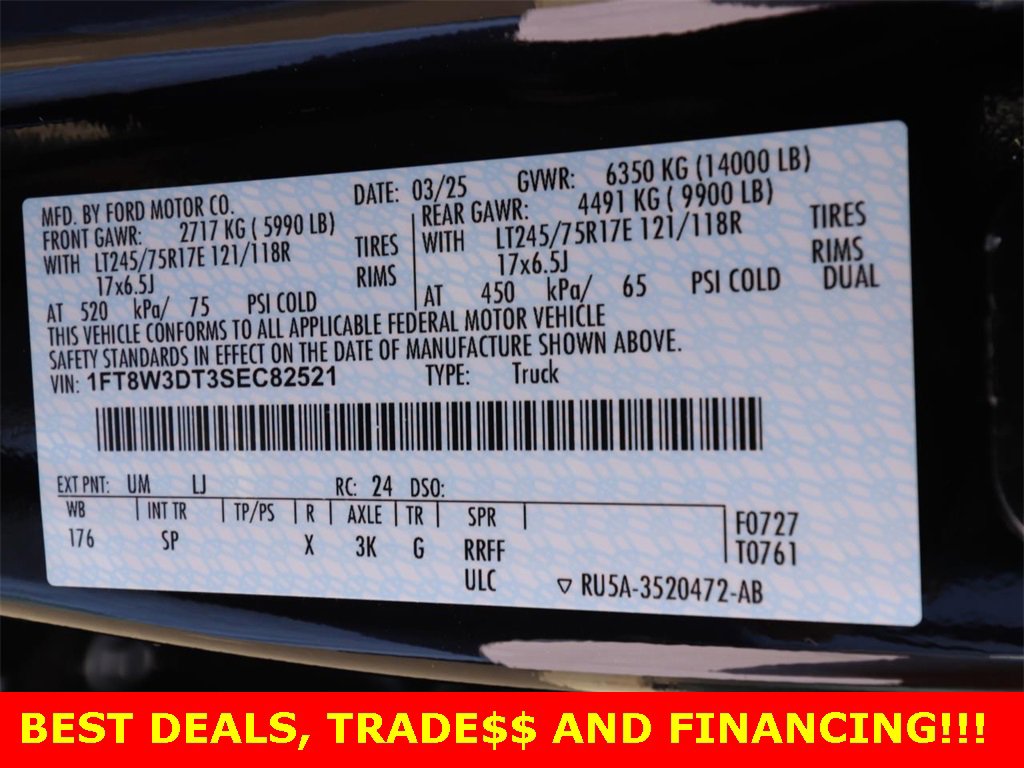 MFD. BY FORD MOTOR CO. DATE: 03/25 GVWR: 6350 KG (14000 LB)
FRONT GAWR: 2717 KG ( 5990 LB) REAR GAWR: 4491 KG ( 9900 LB)
WITH LT245/75R17E 121/118R TIRES WITH LT245/75R17E 121/118R TIRES
17x6.5J RIMS 17x6.5J RIMS
AT 520 kPa/ 75 PSI COLD AT 450 kPa/ 65 PSI COLD DUAL
THIS VEHICLE CONFORMS TO ALL APPLICABLE FEDERAL MOTOR VEHICLE
SAFETY STANDARDS IN EFFECT ON THE DATE OF MANUFACTURE SHOWN ABOVE.
VIN: 1FT8W3DT3SEC82521 TYPE: Truck
EXT PNT: UM LJ RC: 24 DSO:
WB INT TR TP/PS R AXLE TR SPR F0727
176 SP X 3K G RRFF T0761
ULC RU5A-3520472-AB
BEST DEALS, TRADE$$ AND FINANCING!!!